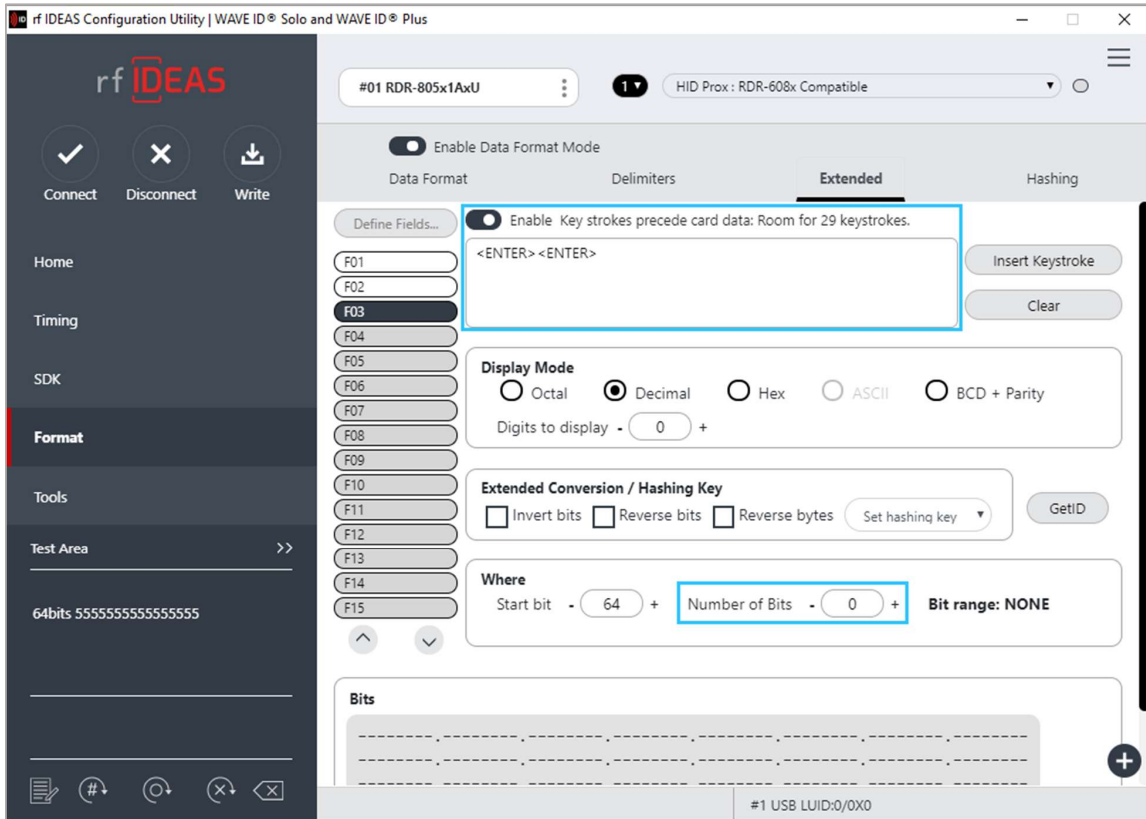 rf IDEAS Configuration Utility | WAVE ID® Solo and WAVE ID® Plus
rf IDEAS
Connect
Disconnect
Write
Home
Timing
SDK
Format
Tools
Test Area >>
64bits 5555555555555555
#01 RDR-805x1AxU
1
HID Prox : RDR-608x Compatible
Enable Data Format Mode
Data Format
Delimiters
Extended
Hashing
Define Fields...
F01
F02
F03
F04
F05
F06
F07
F08
F09
F10
F11
F12
F13
F14
F15
Enable Key strokes precede card data: Room for 29 keystrokes.
<ENTER><ENTER>
Insert Keystroke
Clear
Display Mode
Octal Decimal Hex ASCII BCD + Parity
Digits to display - 0 +
Extended Conversion / Hashing Key
Invert bits Reverse bits Reverse bytes Set hashing key
GetID
Where
Start bit - 64 + Number of Bits - 0 + Bit range: NONE
Bits
--------.--------.--------.--------.--------.--------.--------.--------
--------.--------.--------.--------.--------.--------.--------.--------
--------.--------.--------.--------.--------.--------.--------.--------
#1 USB LUID:0/0X0